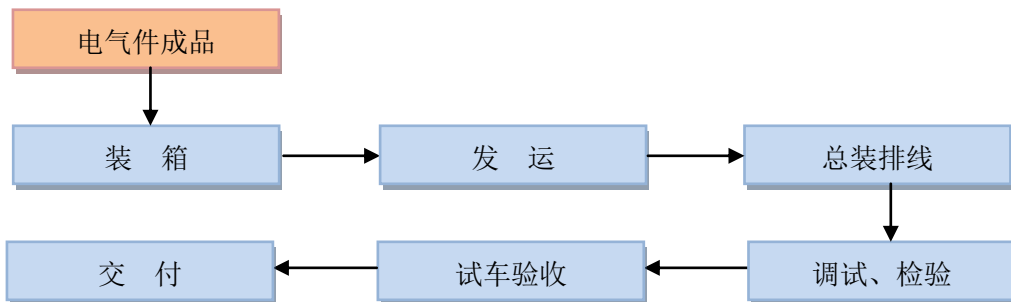 电气件成品
装 箱
发 运
总装排线
调试、检验
试车验收
交 付